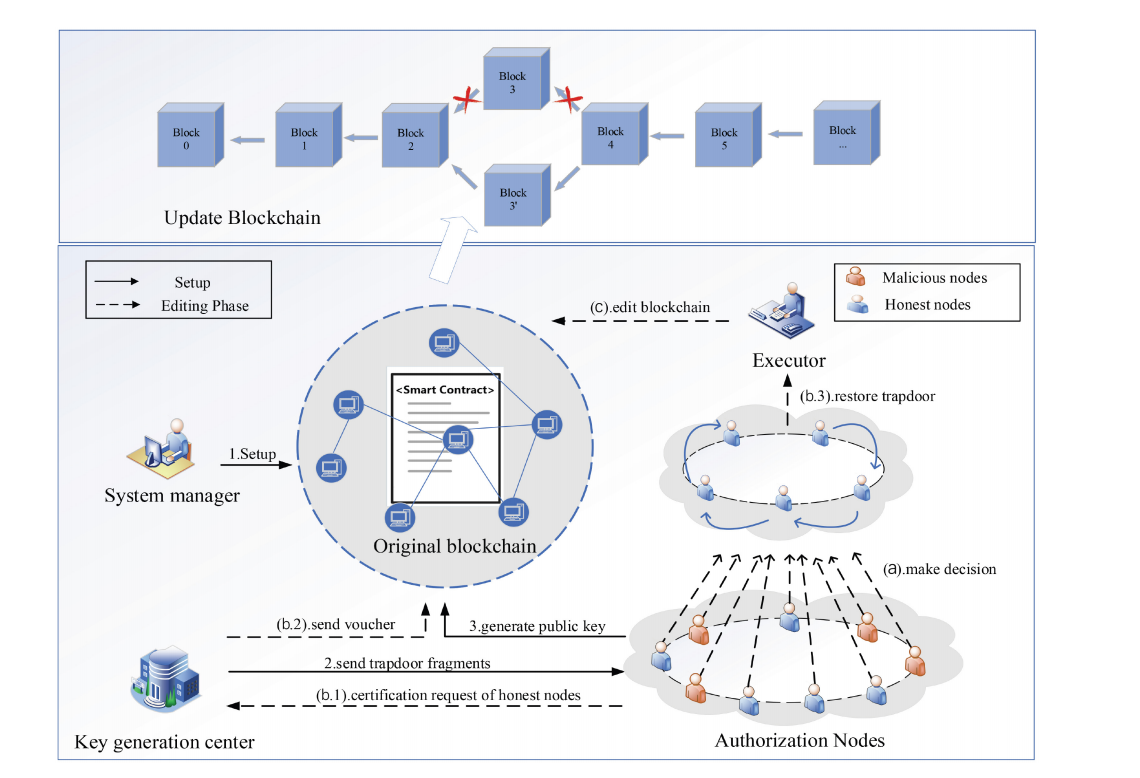 Block
3
Block
0
Block
1
Block
2
Block
4
Block
5
Block
...
Block
3'
Update Blockchain
Setup
Editing Phase
Malicious nodes
Honest nodes
(C).edit blockchain
Executor
(b.3).restore trapdoor
<Smart Contract>
1.Setup
System manager
Original blockchain
(a).make decision
(b.2).send voucher
3.generate public key
2.send trapdoor fragments
(b.1).certification request of honest nodes
Key generation center
Authorization Nodes